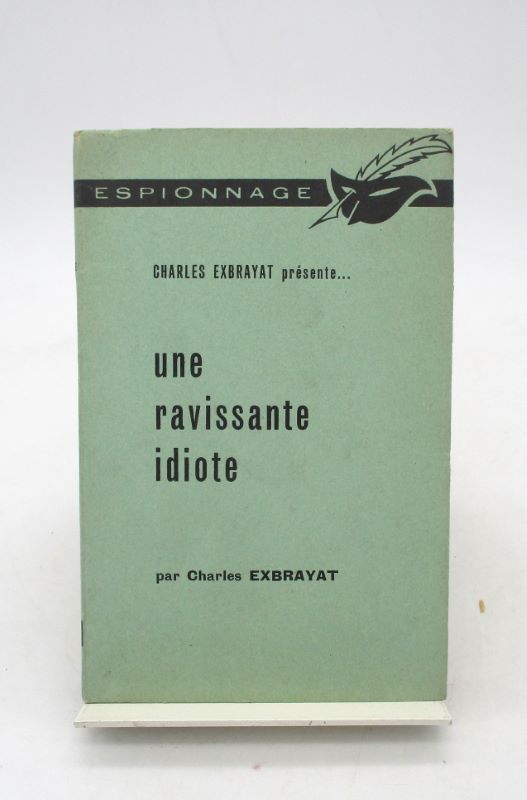 ESPIONNAGE
CHARLES EXBRAYAT présente...
une
ravissante
idiote
par Charles EXBRAYAT